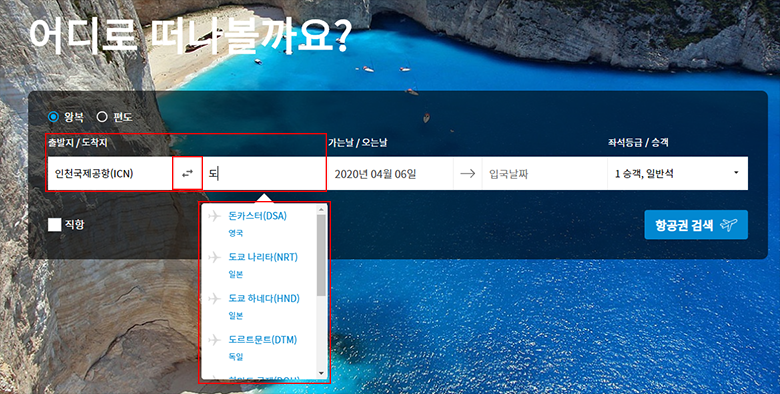 어디로 떠나볼까요?
왕복 편도
출발지 / 도착지 가는날 / 오는날 좌석등급 / 승객
인천국제공항(ICN) 도 2020년 04월 06일 입국날짜 1 승객, 일반석
직항 항공권 검색
돈카스터(DSA)
영국
도쿄 나리타(NRT)
일본
도쿄 하네다(HND)
일본
도르트문트(DTM)
독일